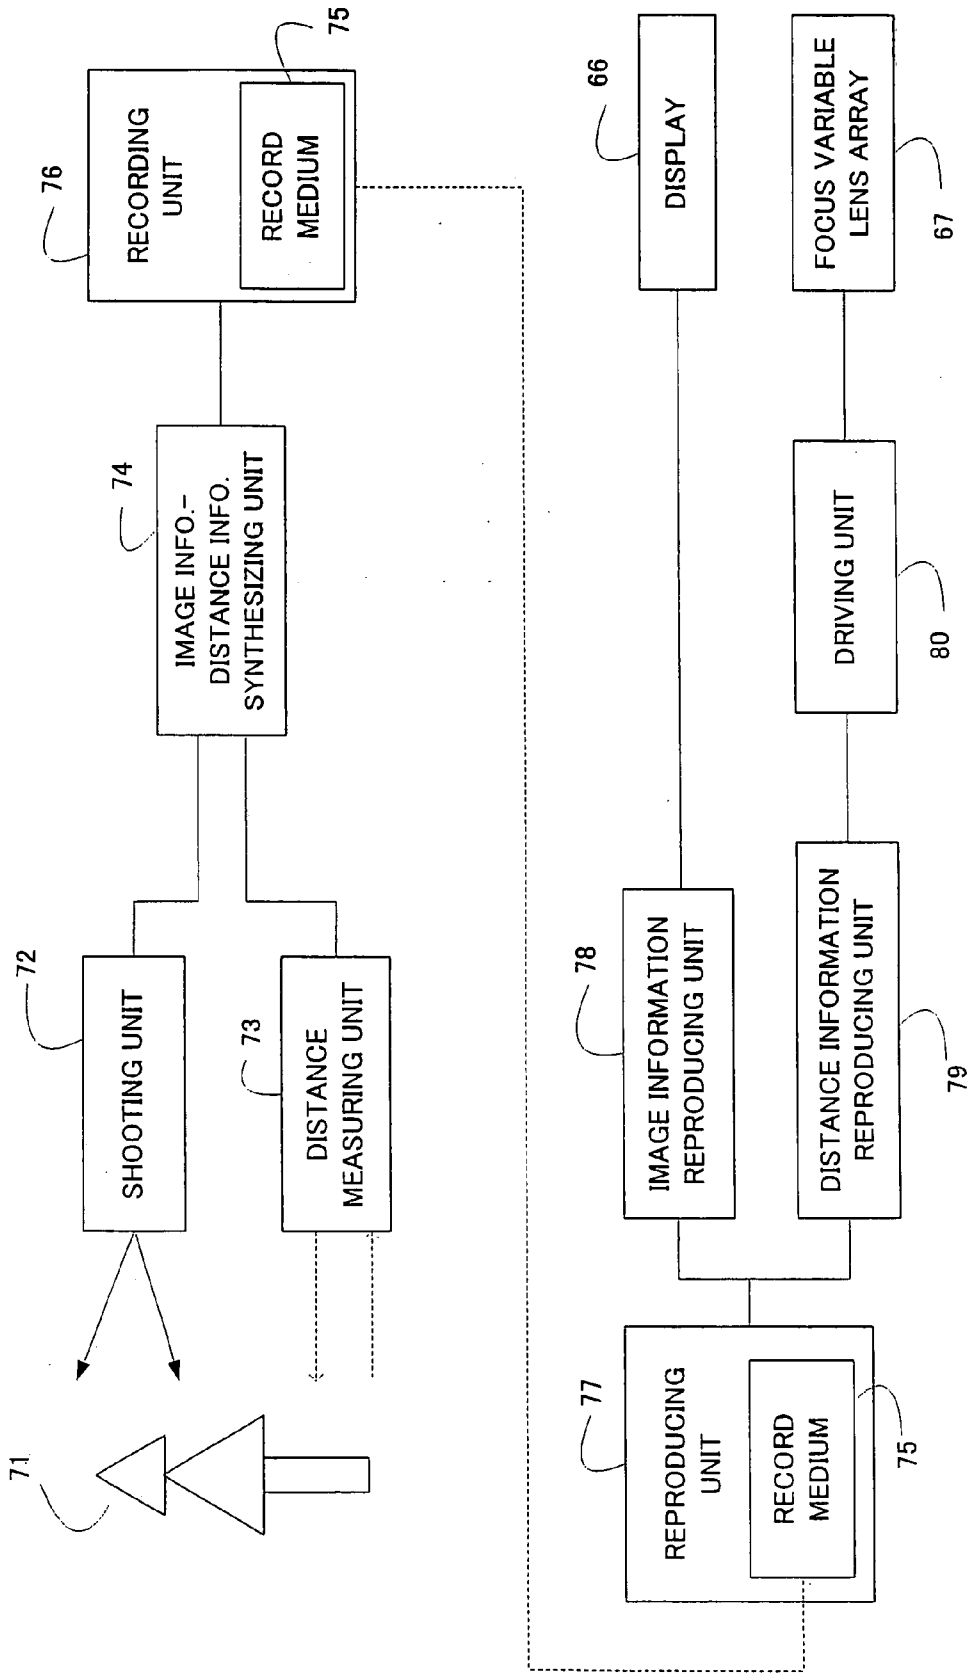 71
72
SHOOTING UNIT
73
DISTANCE
MEASURING UNIT
74
IMAGE INFO.-
DISTANCE INFO.
SYNTHESIZING UNIT
76
RECORDING
UNIT
75
RECORD
MEDIUM
77
REPRODUCING
UNIT
RECORD
MEDIUM
75
78
IMAGE INFORMATION
REPRODUCING UNIT
66
DISPLAY
DISTANCE INFORMATION
REPRODUCING UNIT
79
DRIVING UNIT
80
FOCUS VARIABLE
LENS ARRAY
67